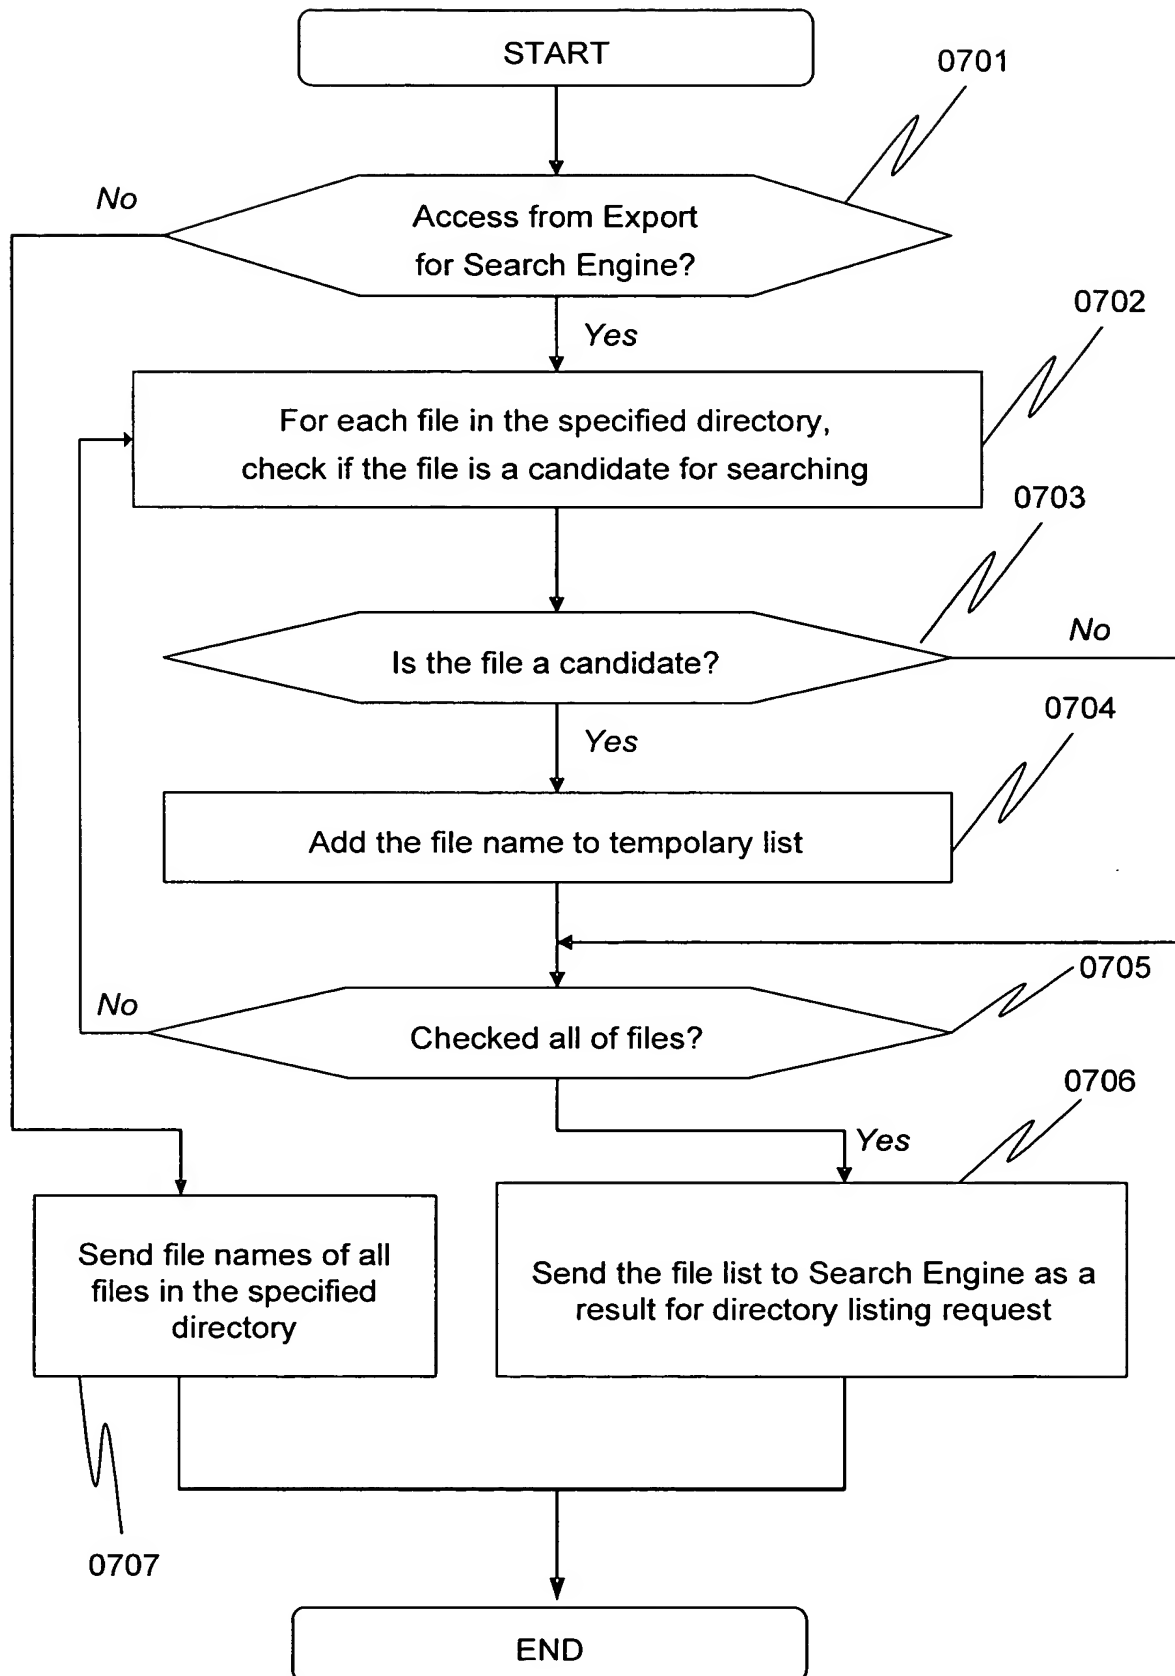 START
0701
No
Access from Export
for Search Engine?
0702
Yes
For each file in the specified directory,
check if the file is a candidate for searching
0703
No
Is the file a candidate?
0704
Yes
Add the file name to tempolary list
0705
No
Checked all of files?
0706
Yes
Send file names of all
files in the specified
directory
Send the file list to Search Engine as a
result for directory listing request
0707
END